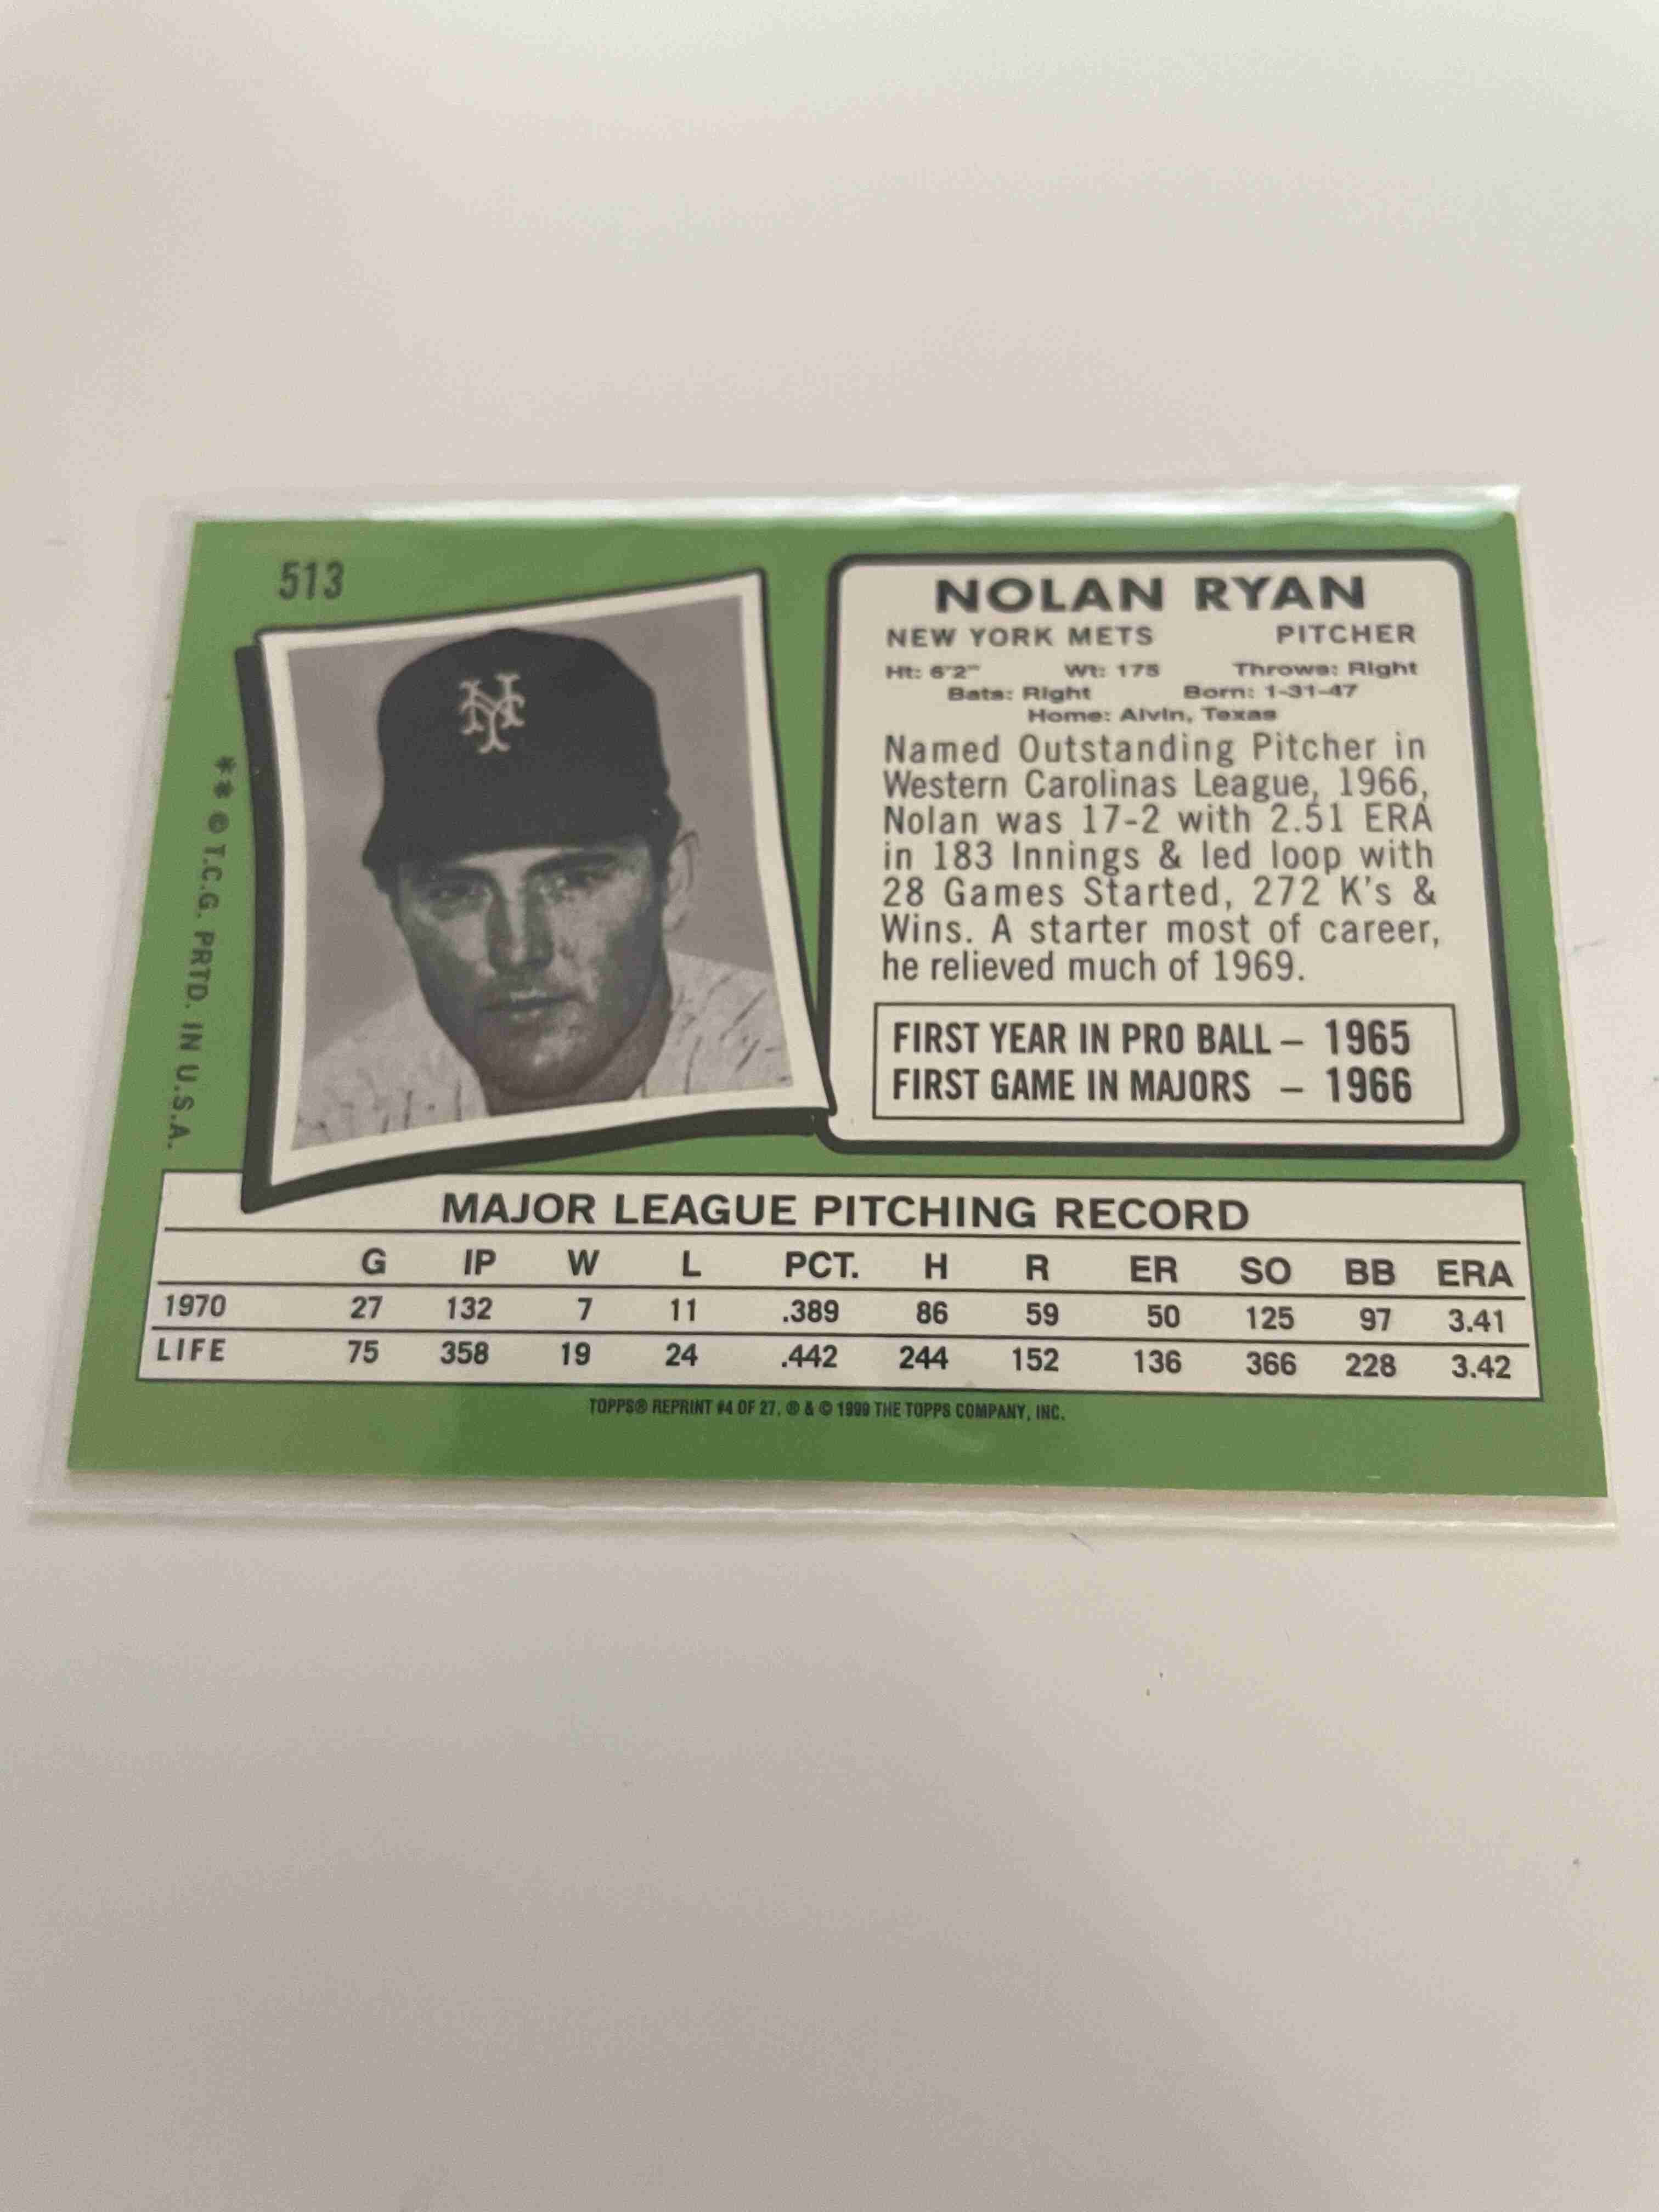 513
NY
** © T.C.G. PRTD. IN U.S.A.
NOLAN RYAN
NEW YORK METS PITCHER
Ht: 6'2" Wt: 175 Throws: Right
Bats: Right Born: 1-31-47
Home: Alvin, Texas
Named Outstanding Pitcher in
Western Carolinas League, 1966,
Nolan was 17-2 with 2.51 ERA
in 183 Innings & led loop with
28 Games Started, 272 K's &
Wins. A starter most of career,
he relieved much of 1969.
FIRST YEAR IN PRO BALL – 1965
FIRST GAME IN MAJORS – 1966
MAJOR LEAGUE PITCHING RECORD
G IP W L PCT. H R ER SO BB ERA
1970 27 132 7 11 .389 86 59 50 125 97 3.41
LIFE 75 358 19 24 .442 244 152 136 366 228 3.42
TOPPS® REPRINT #4 OF 27. ® & © 1999 THE TOPPS COMPANY, INC.